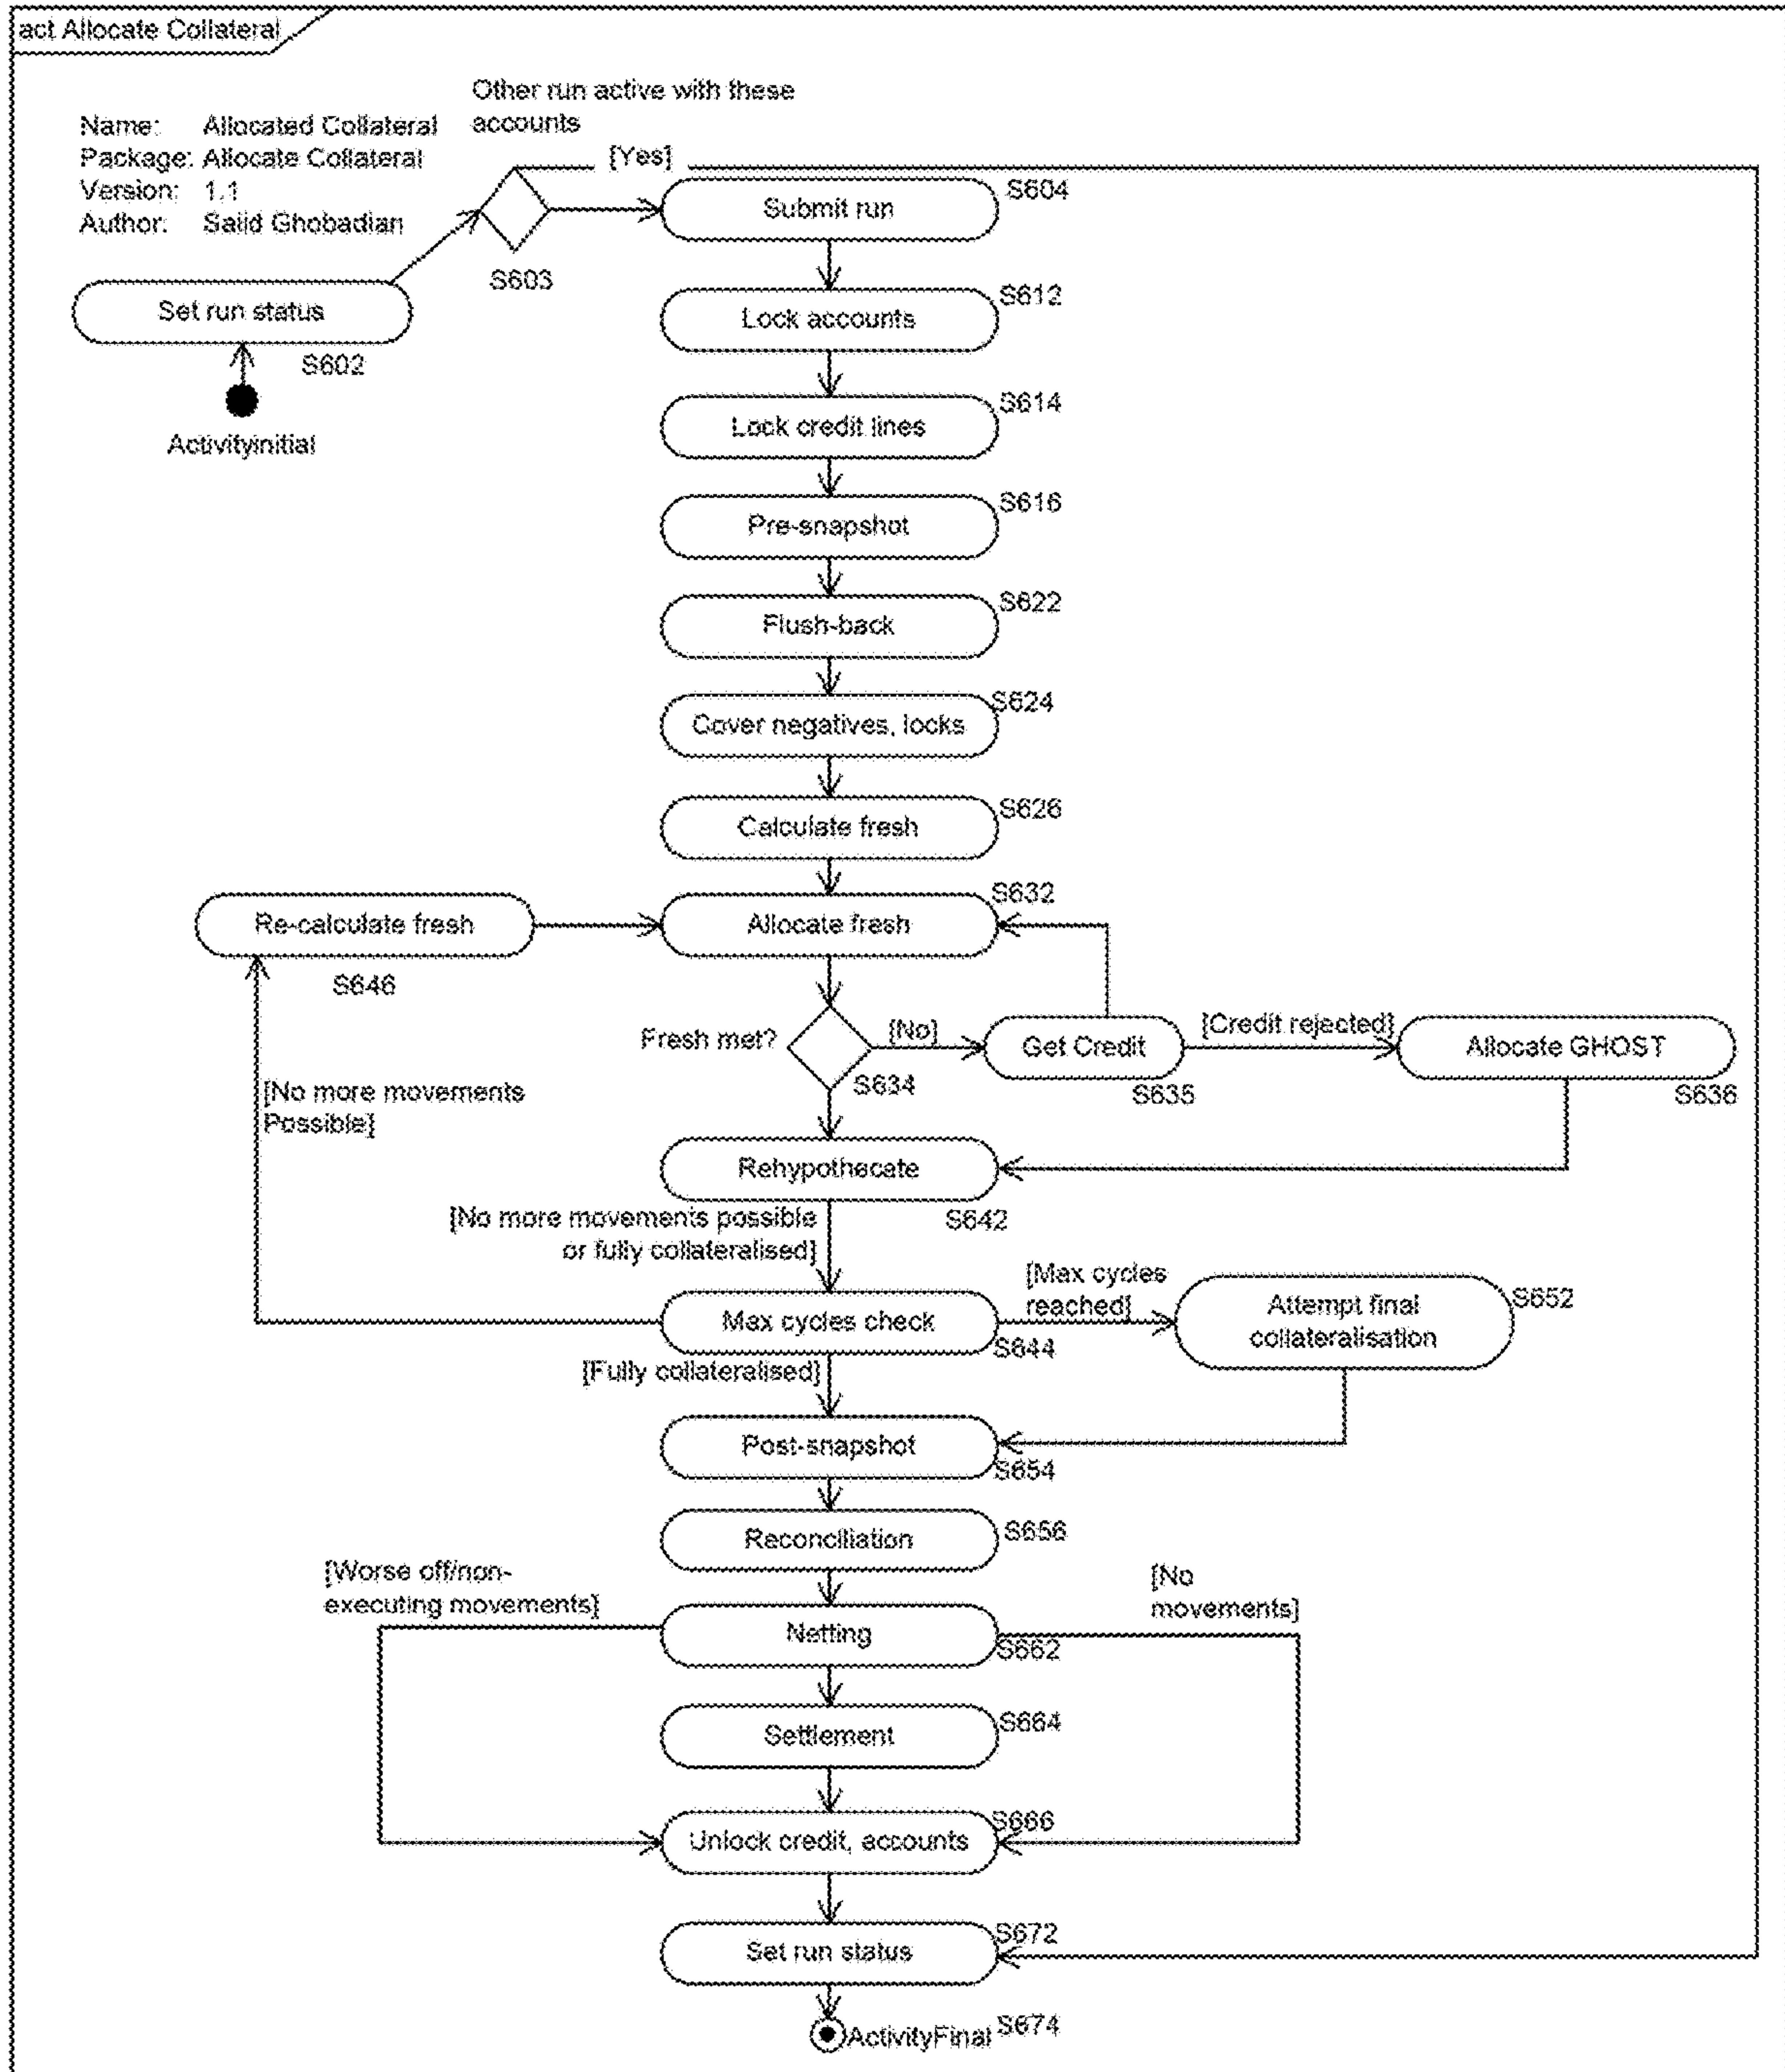 act Allocate Collateral
Other run active with these
accounts
Name: Allocated Collateral
Package: Allocate Collateral
Version: 1.1
Author: Saiid Ghobadian
[Yes]
S604
Submit run
S603
Set run status
S602
Activityinitial
S612
Lock accounts
S614
Lock credit lines
S616
Pre-snapshot
S622
Flush-back
S624
Cover negatives, locks
S626
Calculate fresh
S632
Re-calculate fresh
Allocate fresh
S646
Fresh met?
[No]
Get Credit
[Credit rejected]
Allocate GHOST
S634
S635
S636
[No more movements
Possible]
Rehypothecate
S642
[No more movements possible
or fully collateralised]
[Max cycles
reached]
Max cycles check
S644
Attempt final
collateralisation
S652
[Fully collateralised]
Post-snapshot
S654
Reconciliation
S656
[Worse off/non-
executing movements]
[No
movements]
Netting
S662
Settlement
S664
S666
Unlock credit, accounts
S672
Set run status
ActivityFinal
S674